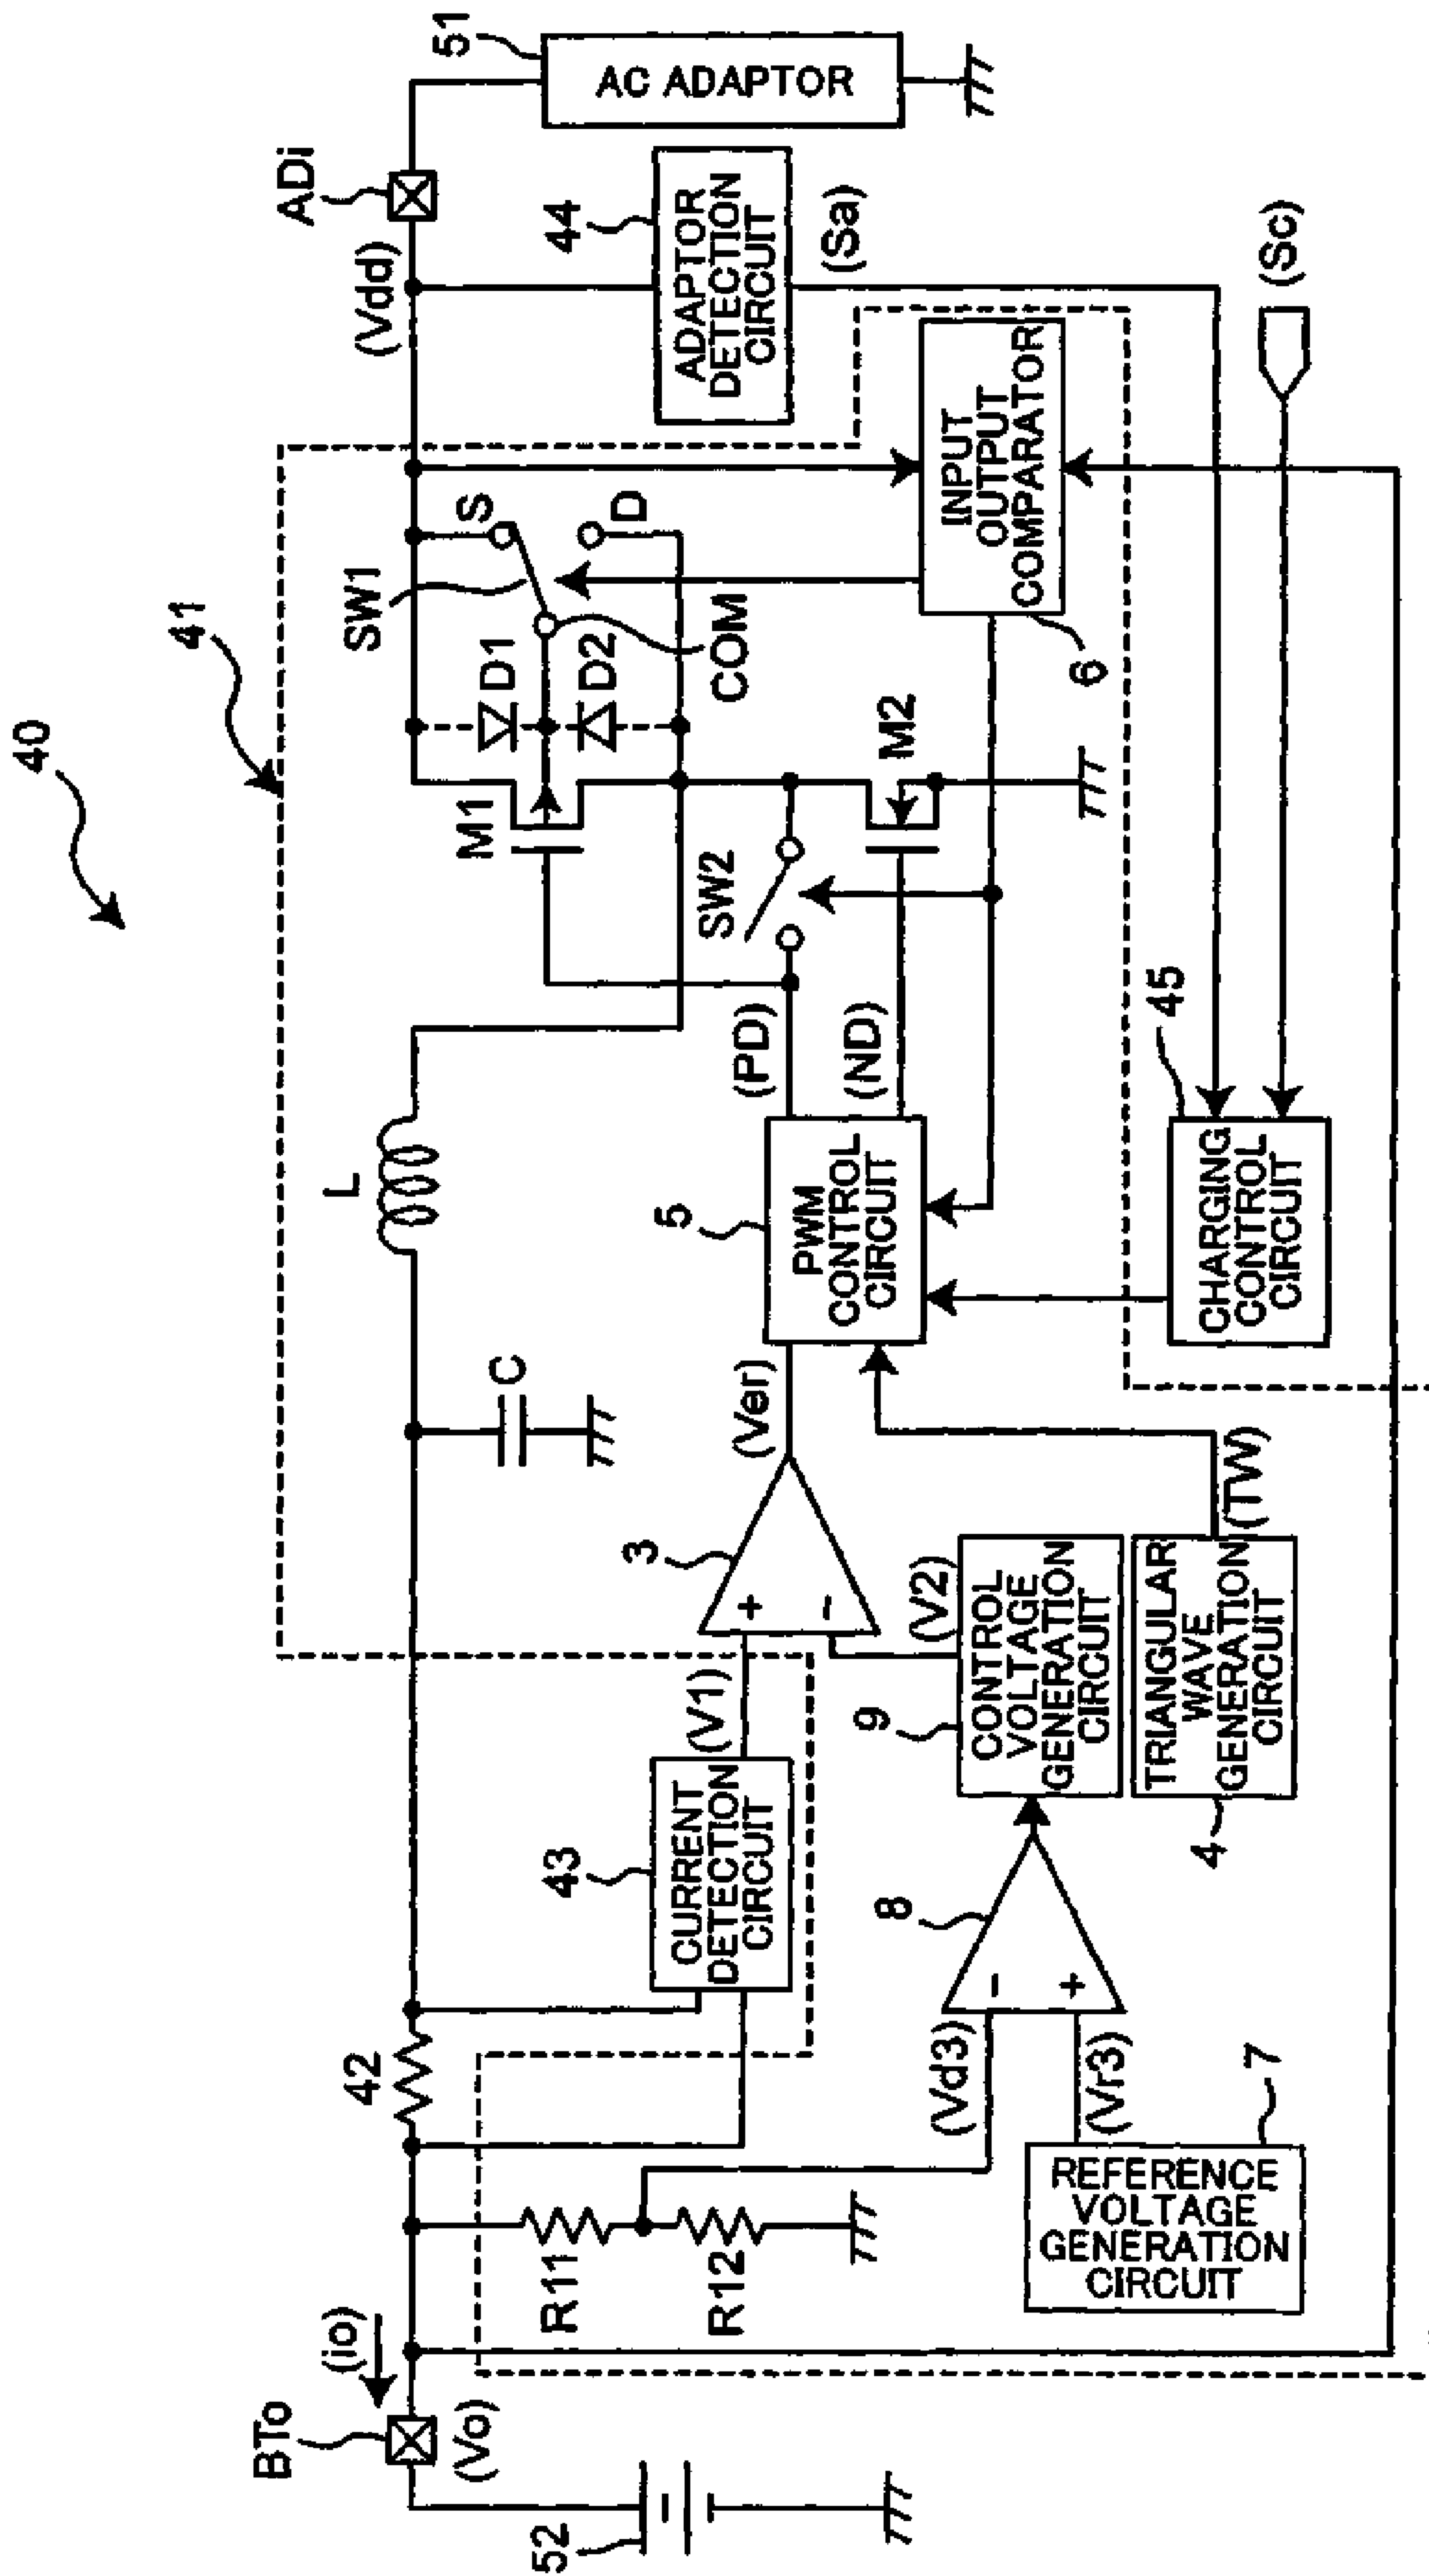 40
41
BTo
(io)
(Vo)
52
42
R11
R12
43
CURRENT
DETECTION
CIRCUIT
(V1)
L
C
3
+
-
(Ver)
(Vd3)
(Vr3)
-
+
8
REFERENCE
VOLTAGE
GENERATION
CIRCUIT
7
9
CONTROL
VOLTAGE
GENERATION
CIRCUIT
(V2)
TRIANGULAR
WAVE
GENERATION
CIRCUIT
4
(TW)
5
PWM
CONTROL
CIRCUIT
(PD)
(ND)
45
CHARGING
CONTROL
CIRCUIT
M1
SW2
M2
D1
D2
SW1
COM
S
D
INPUT
OUTPUT
COMPARATOR
6
(Vdd)
ADi
44
ADAPTOR
DETECTION
CIRCUIT
(Sa)
(Sc)
51
AC ADAPTOR